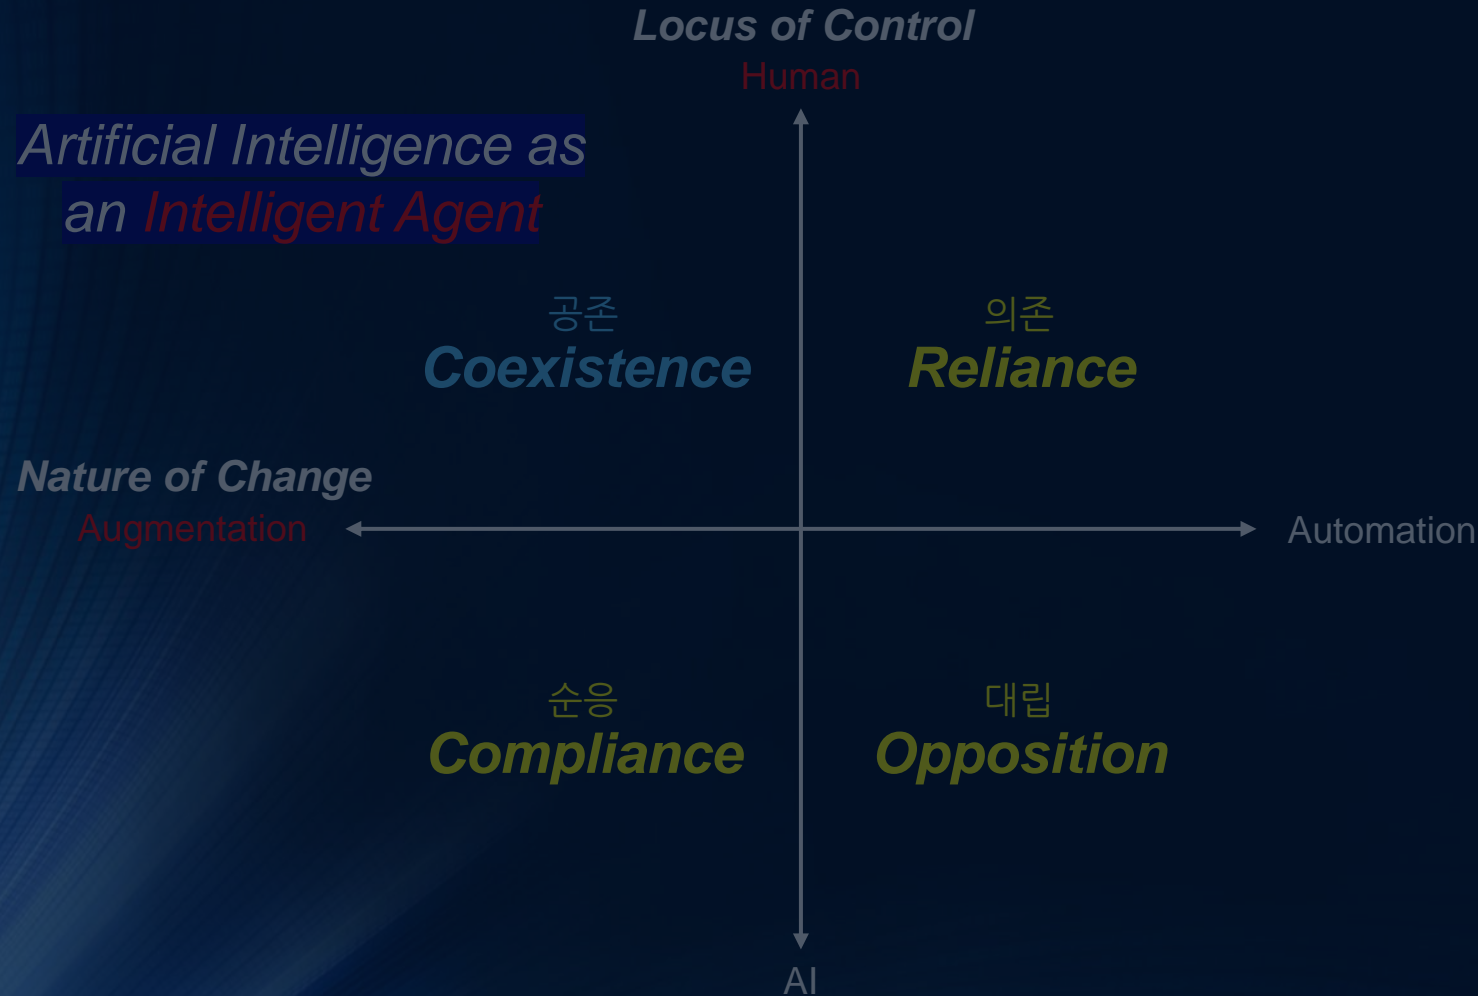 Locus of Control
Human
Artificial Intelligence as
an Intelligent Agent
공존
Coexistence
의존
Reliance
Nature of Change
Augmentation
Automation
순응
Compliance
대립
Opposition
AI